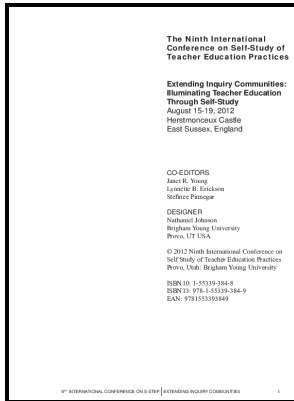 The Ninth International
Conference on Self-Study of
Teacher Education Practices
Extending Inquiry Communities:
Illuminating Teacher Education
Through Self-Study
August 15-19, 2012
Herstmonceux Castle
East Sussex, England
CO-EDITORS
Janet R. Young
Lynnette B. Erickson
Stefinee Pinnegar
DESIGNER
Nathaniel Johnson
Brigham Young University
Provo, UT USA
© 2012 Ninth International Conference on
Self Study of Teacher Education Practices
Provo, Utah: Brigham Young University
ISBN 10: 1-55339-384-8
ISBN 13: 978-1-55339-384-9
EAN: 9781553393849
9TH INTERNATIONAL CONFERENCE ON S-STEP | EXTENDING INQUIRY COMMUNITIES 1